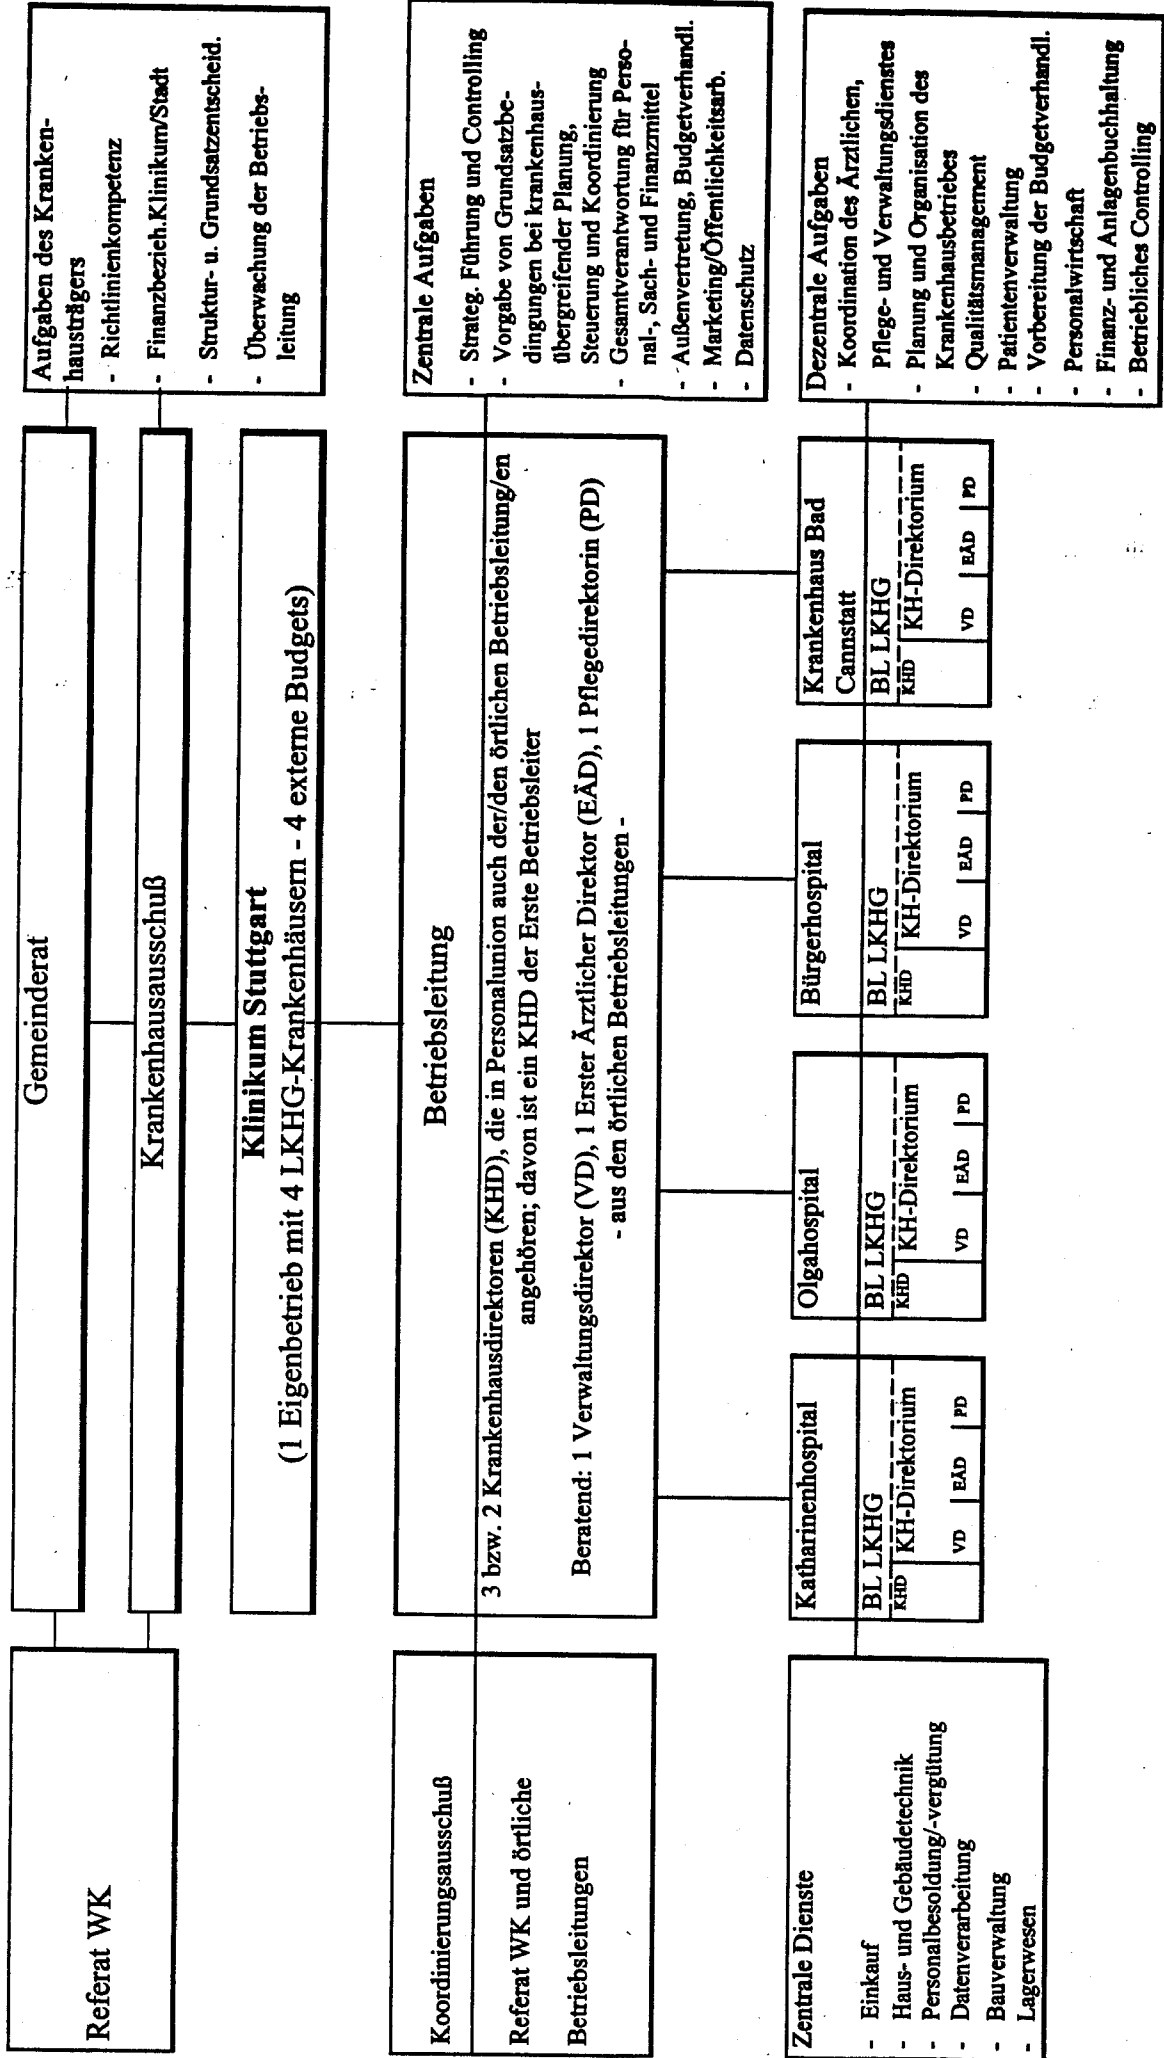 Referat WK
Gemeinderat
Krankenhausausschuß
Klinikum Stuttgart
(1 Eigenbetrieb mit 4 LKHG-Krankenhäusern - 4 externe Budgets)
Aufgaben des Kranken-
hausträgers
- Richtlinienkompetenz
- Finanzbezieh.Klinikum/Stadt
- Struktur- u. Grundsatzentscheid.
- Überwachung der Betriebs-
leitung
Koordinierungsausschuß
Referat WK und örtliche
Betriebsleitungen
Betriebsleitung
3 bzw. 2 Krankenhausdirektoren (KHD), die in Personalunion auch der/den örtlichen Betriebsleitung/en
angehören; davon ist ein KHD der Erste Betriebsleiter
Beratend: 1 Verwaltungsdirektor (VD), 1 Erster Ärztlicher Direktor (EÄD), 1 Pflegedirektorin (PD)
- aus den örtlichen Betriebsleitungen -
Zentrale Aufgaben
- Strateg. Führung und Controlling
- Vorgabe von Grundsatzbe-
dingungen bei krankenhaus-
übergreifender Planung,
Steuerung und Koordinierung
- Gesamtverantwortung für Perso-
nal-, Sach- und Finanzmittel
- Außenvertretung, Budgetverhandl.
- Marketing/Öffentlichkeitsarb.
- Datenschutz
Zentrale Dienste
- Einkauf
- Haus- und Gebäudetechnik
- Personalbesoldung/-vergütung
- Datenverarbeitung
- Bauverwaltung
- Lagerwesen
Katharinenhospital
BL LKHG
KHD KH-Direktorium
VD EÄD PD
Olgahospital
BL LKHG
KHD KH-Direktorium
VD EÄD PD
Bürgerhospital
BL LKHG
KHD KH-Direktorium
VD EÄD PD
Krankenhaus Bad
Cannstatt
BL LKHG
KHD KH-Direktorium
VD EÄD PD
Dezentrale Aufgaben
- Koordination des Ärztlichen,
Pflege- und Verwaltungsdienstes
- Planung und Organisation des
Krankenhausbetriebes
- Qualitätsmanagement
- Patientenverwaltung
- Vorbereitung der Budgetverhandl.
- Personalwirtschaft
- Finanz- und Anlagenbuchhaltung
- Betriebliches Controlling